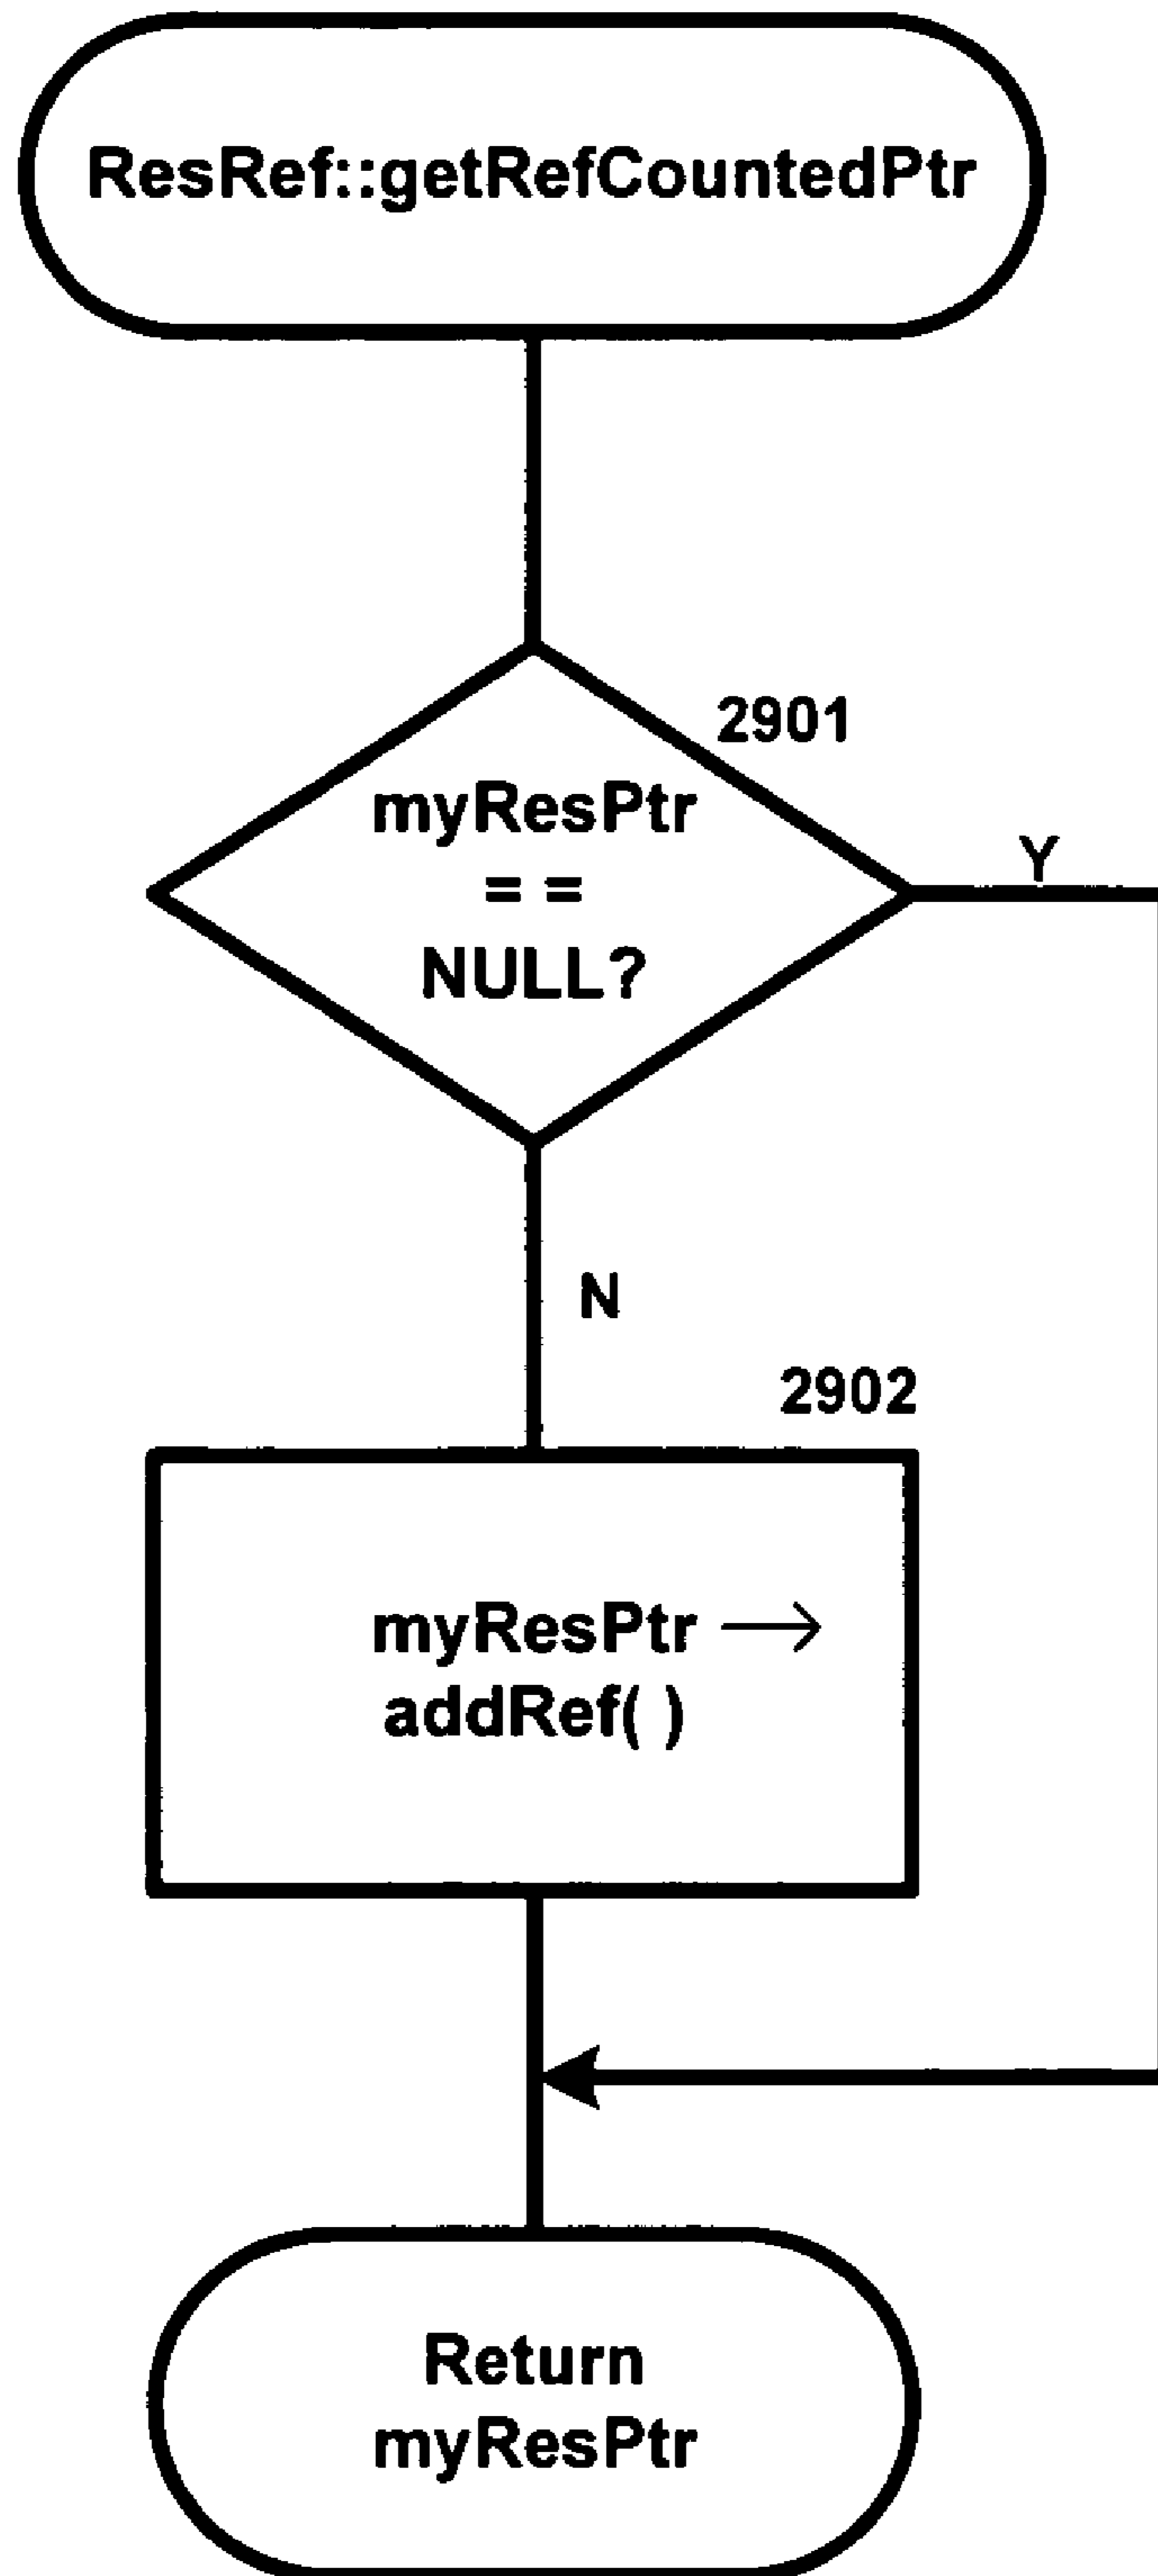 ResRef::getRefCountedPtr
2901
myResPtr
= =
NULL?
Y
N
2902
myResPtr →
addRef( )
Return
myResPtr